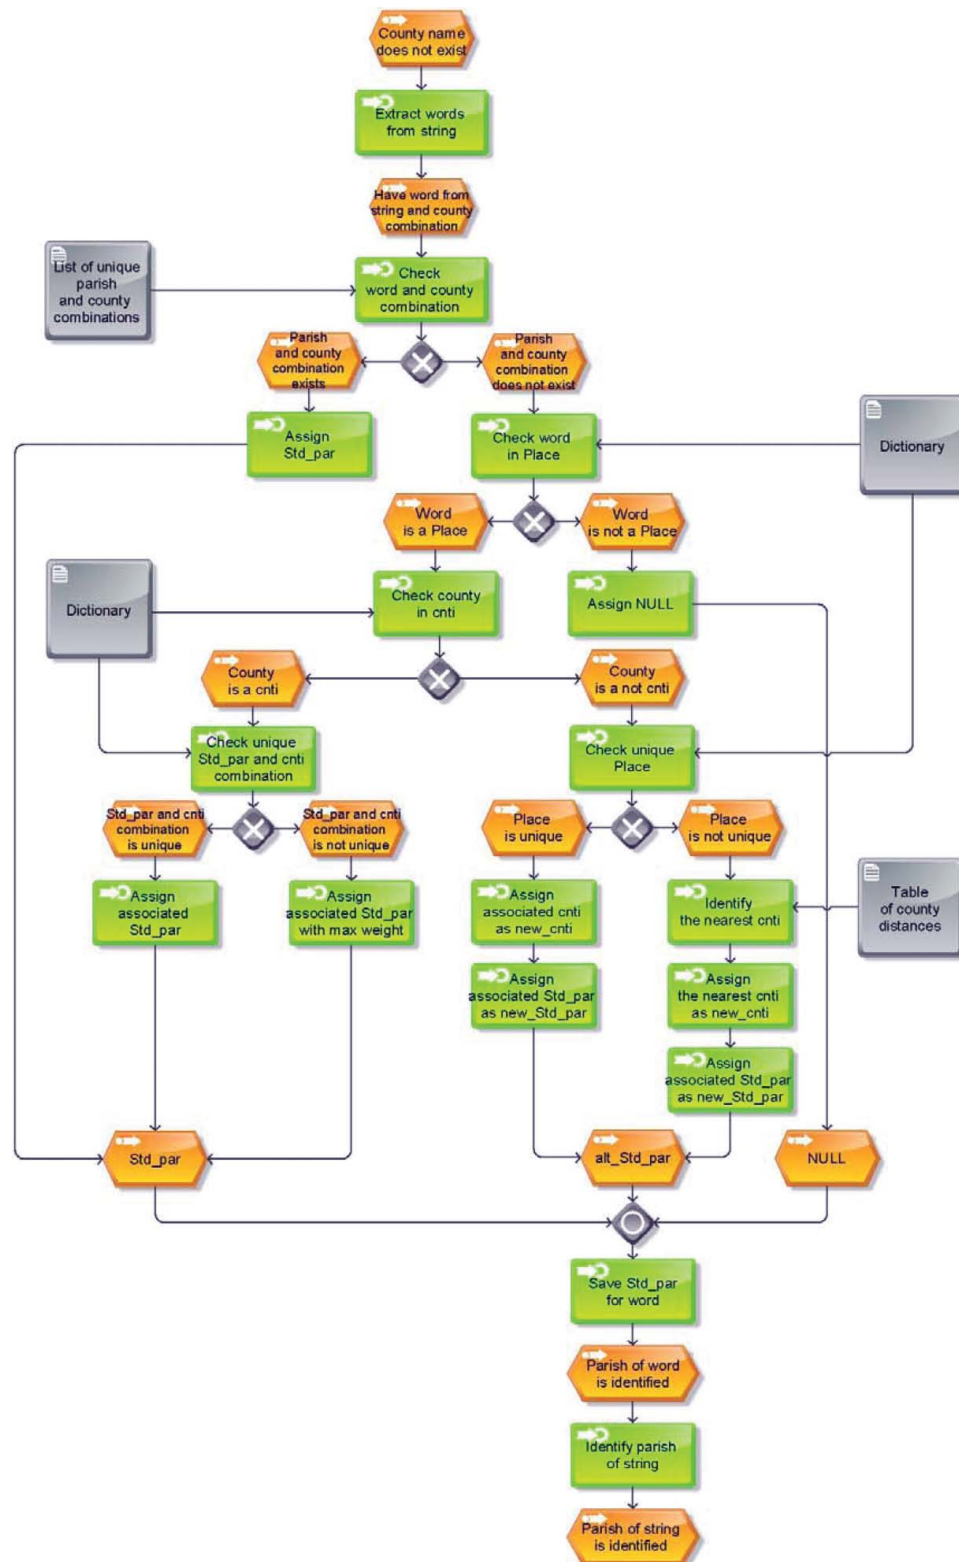 County name
does not exist
Extract words
from string
Have word from
string and county
combination
List of unique
parish
and county
combinations
Check
word and county
combination
Parish
and county
combination
exists
Parish
and county
combination
does not exist
Assign
Std_par
Check word
in Place
Dictionary
Word
is a Place
Word
is not a Place
Dictionary
Check county
in cnti
Assign NULL
County
is a cnti
County
is a not cnti
Check unique
Std_par and cnti
combination
Check unique
Place
Std_par and cnti
combination
is unique
Std_par and cnti
combination
is not unique
Place
is unique
Place
is not unique
Assign
associated
Std_par
Assign
associated Std_par
with max weight
Assign
associated cnti
as new_cnti
Identify
the nearest cnti
Table
of county
distances
Assign
associated Std_par
as new_Std_par
Assign
the nearest cnti
as new_cnti
Assign
associated Std_par
as new_Std_par
Std_par
alt_Std_par
NULL
Save Std_par
for word
Parish of word
is identified
Identify parish
of string
Parish of string
is identified